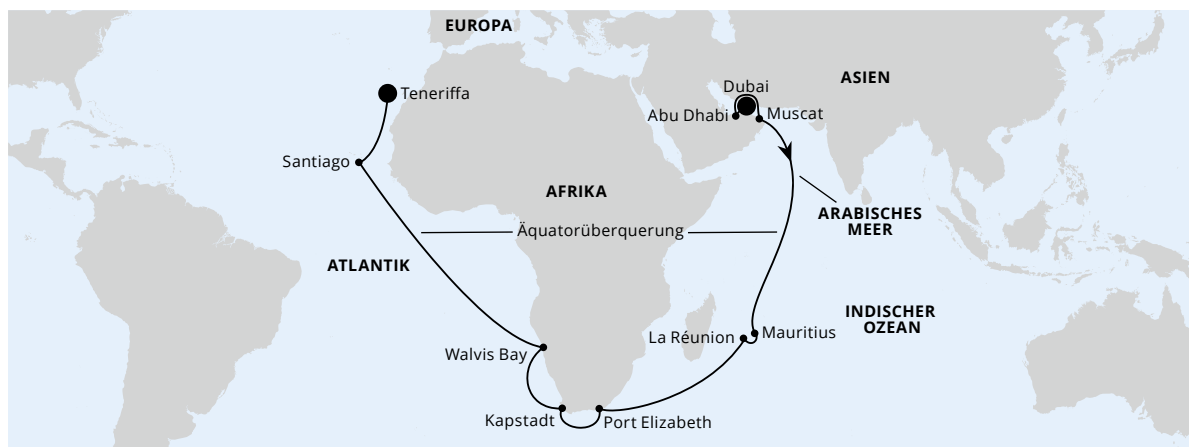 EUROPA
Teneriffa
Dubai
ASIEN
Abu Dhabi
Muscat
Santiago
AFRIKA
ARABISCHES
MEER
Äquatorüberquerung
ATLANTIK
INDISCHER
OZEAN
La Réunion
Mauritius
Walvis Bay
Kapstadt
Port Elizabeth